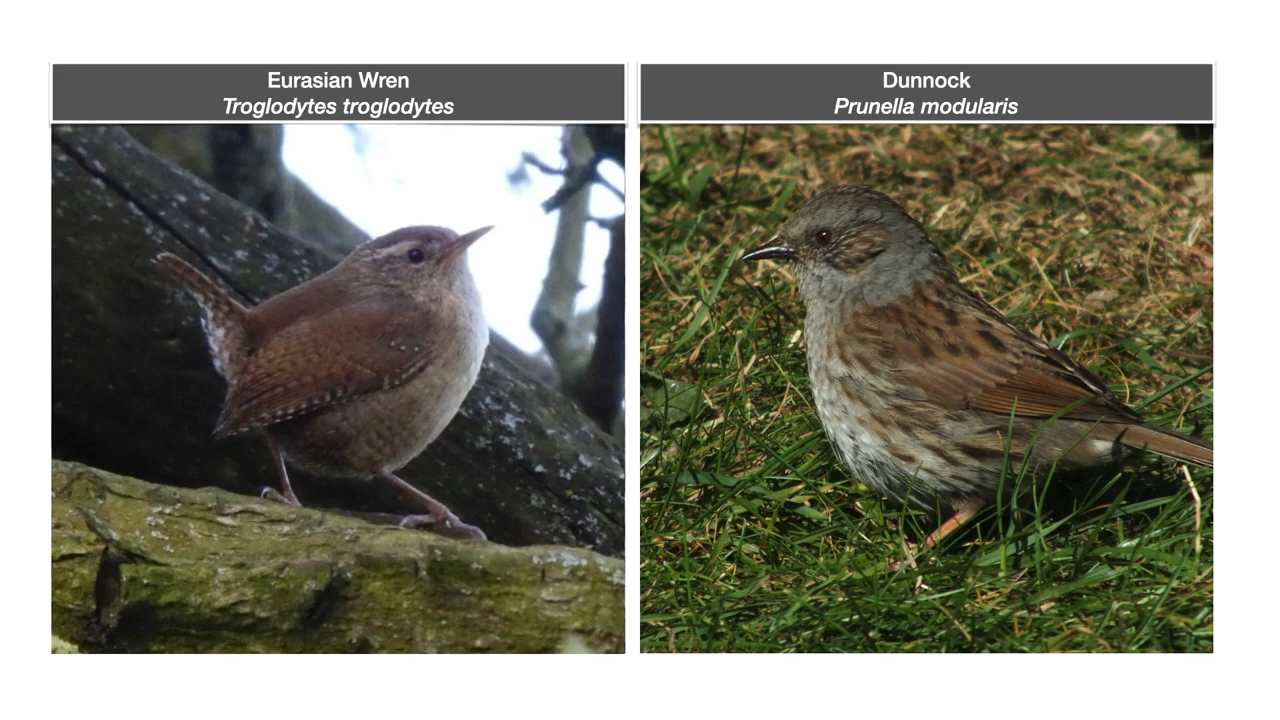 Eurasian Wren
Troglodytes troglodytes
Dunnock
Prunella modularis